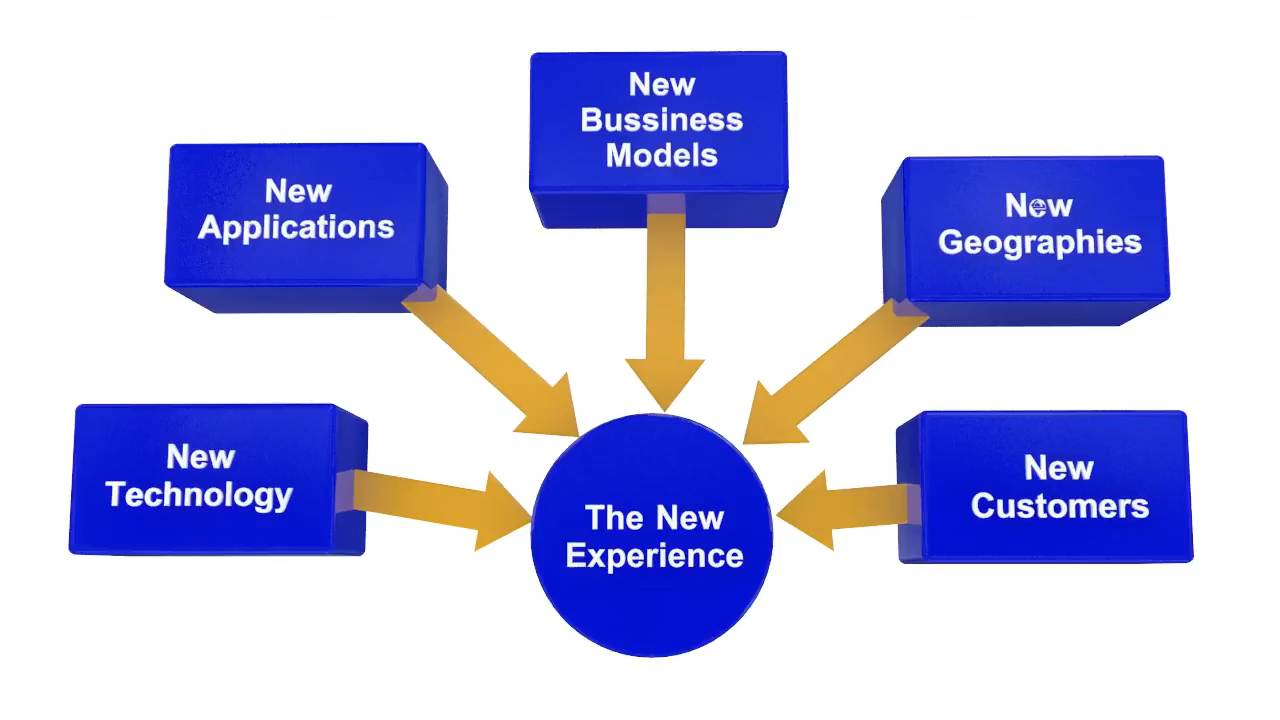 New
Bussiness
Models
New
Applications
New
Geographies
New
Technology
New
Customers
The New
Experience